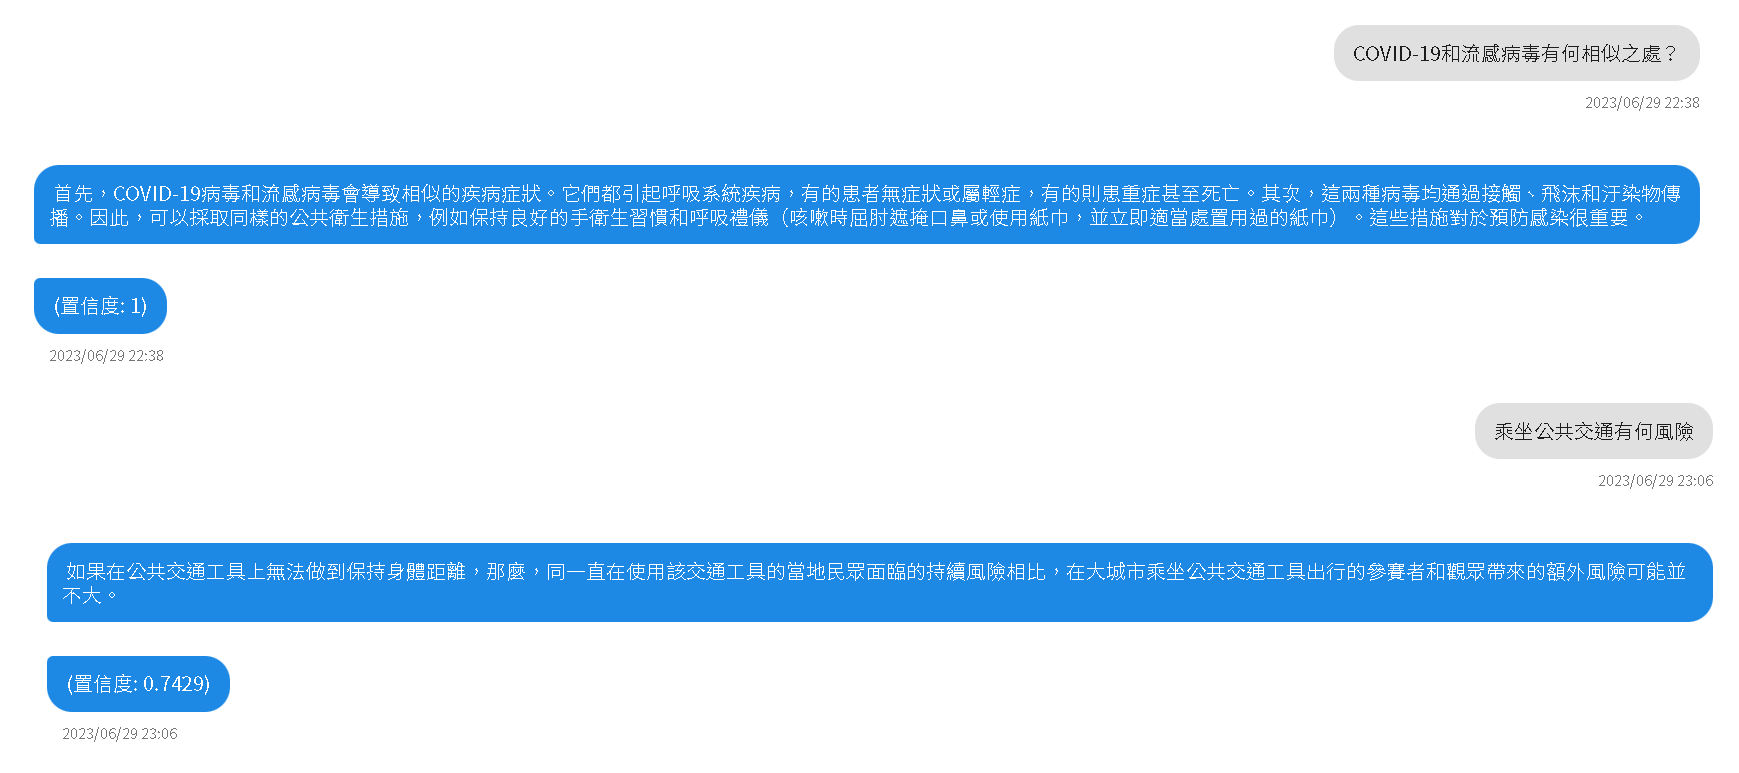 COVID-19和流感病毒有何相似之處？
2023/06/29 22:38
首先，COVID-19病毒和流感病毒會導致相似的疾病症狀。它們都引起呼吸系統疾病，有的患者無症狀或屬輕症，有的則患重症甚至死亡。其次，這兩種病毒均通過接觸、飛沫和汙染物傳
播。因此，可以採取同樣的公共衛生措施，例如保持良好的手衛生習慣和呼吸禮儀（咳嗽時屈肘遮掩口鼻或使用紙巾，並立即適當處置用過的紙巾）。這些措施對於預防感染很重要。
(置信度: 1)
2023/06/29 22:38
乘坐公共交通有何風險
2023/06/29 23:06
如果在公共交通工具上無法做到保持身體距離，那麼，同一直在使用該交通工具的當地民眾面臨的持續風險相比，在大城市乘坐公共交通工具出行的參賽者和觀眾帶來的額外風險可能並
不大。
(置信度: 0.7429)
2023/06/29 23:06